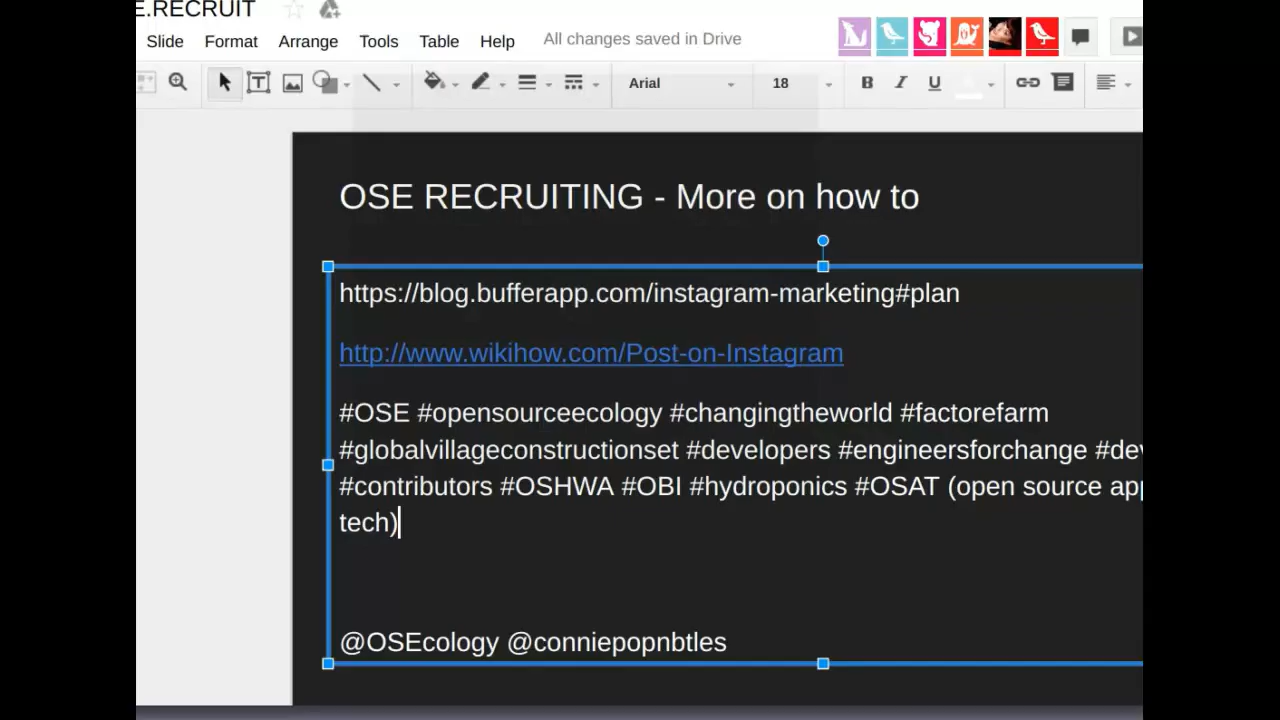 E.RECRUIT
Slide Format Arrange Tools Table Help All changes saved in Drive
Arial 18 B I U
OSE RECRUITING - More on how to
https://blog.bufferapp.com/instagram-marketing#plan
http://www.wikihow.com/Post-on-Instagram
#OSE #opensourceecology #changingtheworld #factorefarm
#globalvillageconstructionset #developers #engineersforchange #dev
#contributors #OSHWA #OBI #hydroponics #OSAT (open source app
tech)
@OSEcology @conniepopnbtles